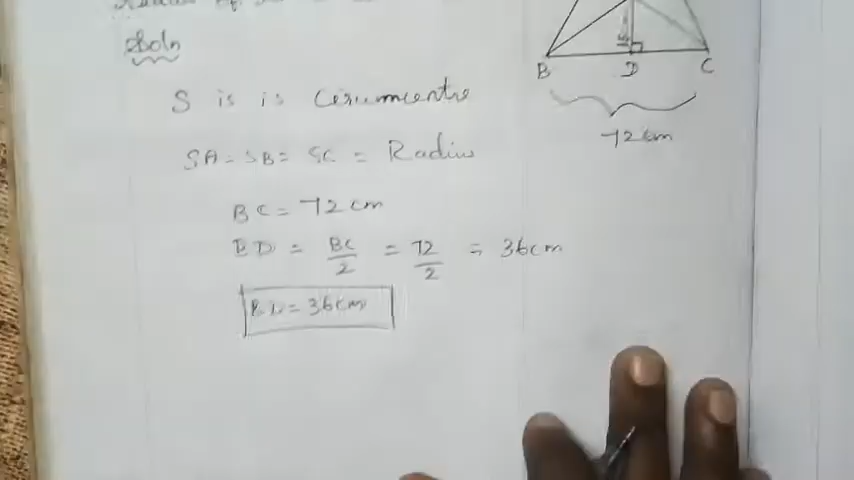 Soln
B D C
72cm
S is is Circumcentre
SA = SB = SC = Radius
BC = 72 cm
BD = BC/2 = 72/2 = 36cm
BD = 36cm